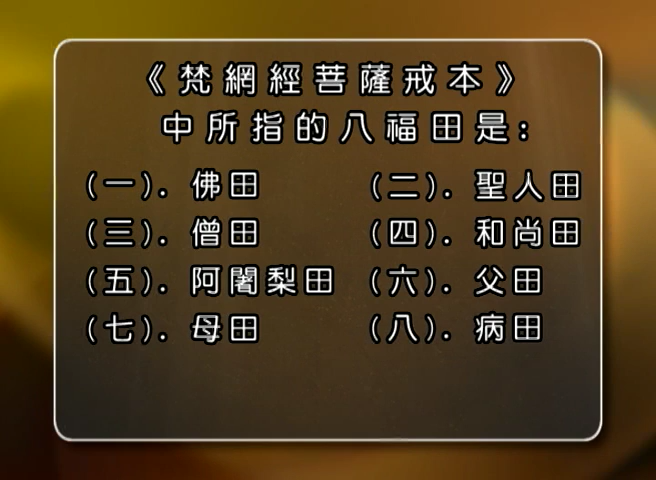 《梵網經菩薩戒本》
中所指的八福田是:
(一). 佛田 (二). 聖人田
(三). 僧田 (四). 和尚田
(五). 阿闍梨田 (六). 父田
(七). 母田 (八). 病田